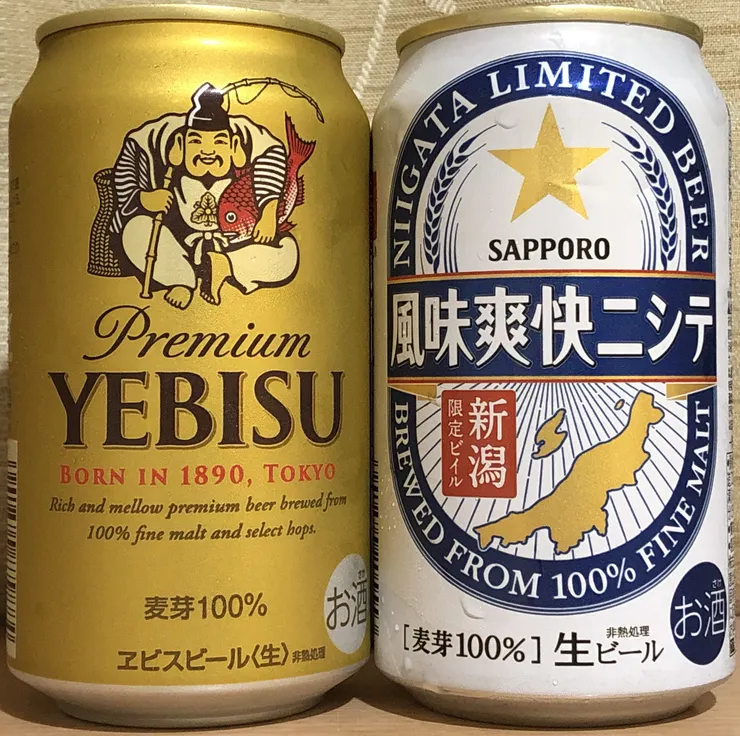 Premium
YEBISU
BORN IN 1890, TOKYO
Rich and mellow premium beer brewed from
100% fine malt and select hops.
麦芽100%
お酒
ヱビスビール〈生〉非熱処理
NIIGATA LIMITED BEER
SAPPORO
風味爽快ニシテ
新潟
限定ビイル
BREWED FROM 100% FINE MALT
[麦芽100%] 生ビール
非熱処理
お酒